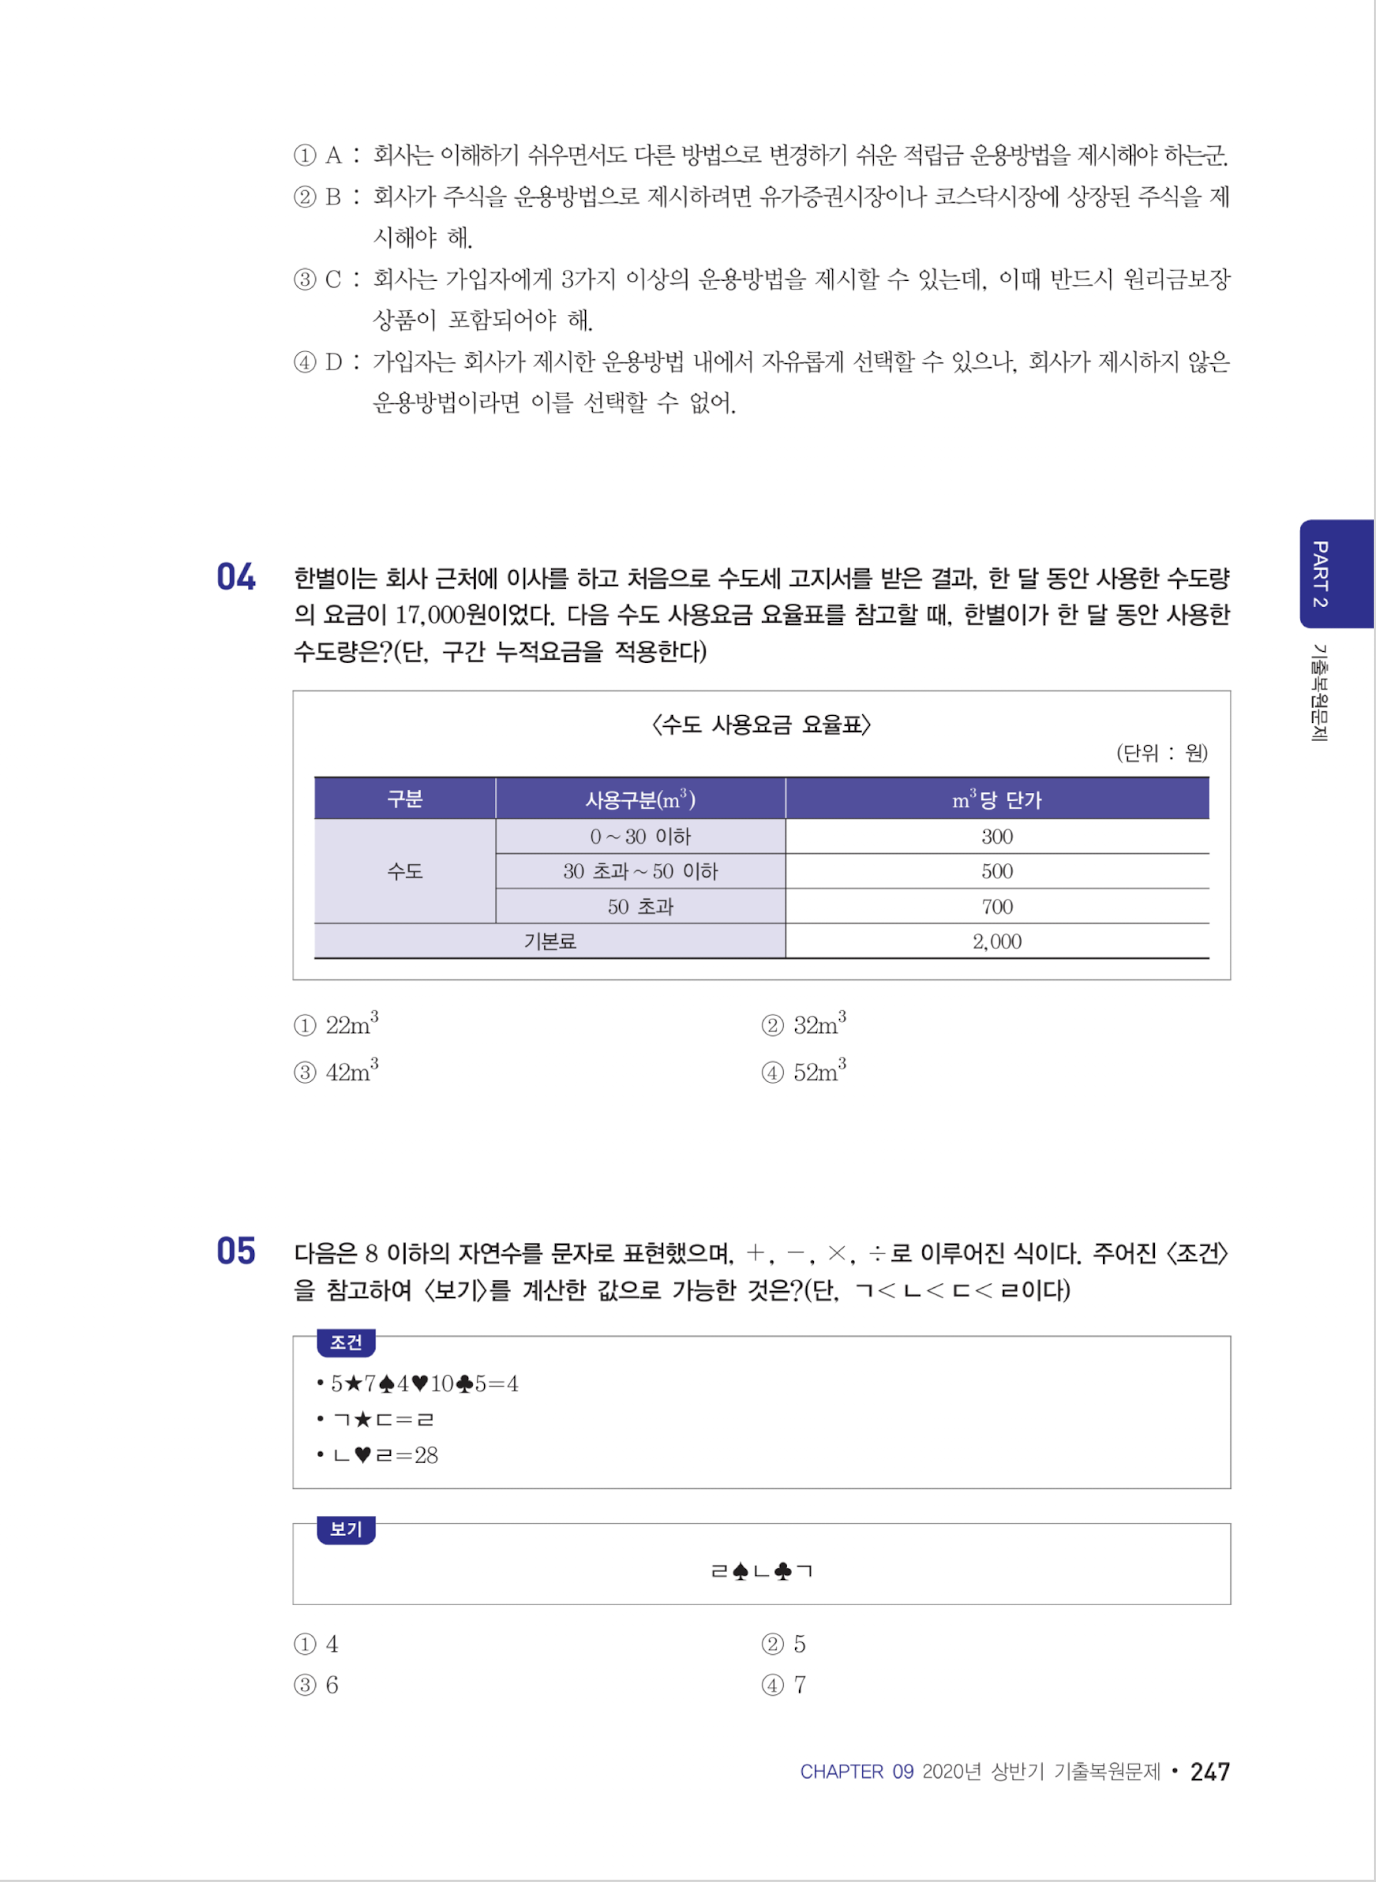 ① A : 회사는 이해하기 쉬우면서도 다른 방법으로 변경하기 쉬운 적립금 운용방법을 제시해야 하는군.
② B : 회사가 주식을 운용방법으로 제시하려면 유가증권시장이나 코스닥시장에 상장된 주식을 제
시해야 해.
③ C : 회사는 가입자에게 3가지 이상의 운용방법을 제시할 수 있는데, 이때 반드시 원리금보장
상품이 포함되어야 해.
④ D : 가입자는 회사가 제시한 운용방법 내에서 자유롭게 선택할 수 있으나, 회사가 제시하지 않은
운용방법이라면 이를 선택할 수 없어.
PART 2
기출복원문제
04 한별이는 회사 근처에 이사를 하고 처음으로 수도세 고지서를 받은 결과, 한 달 동안 사용한 수도량
의 요금이 17,000원이었다. 다음 수도 사용요금 요율표를 참고할 때, 한별이가 한 달 동안 사용한
수도량은?(단, 구간 누적요금을 적용한다)
〈수도 사용요금 요율표〉
(단위 : 원)
구분 사용구분(m³) m³당 단가
0~30 이하 300
수도 30 초과~50 이하 500
50 초과 700
기본료 2,000
① 22m³ ② 32m³
③ 42m³ ④ 52m³
05 다음은 8 이하의 자연수를 문자로 표현했으며, +, −, ×, ÷로 이루어진 식이다. 주어진 〈조건〉
을 참고하여 〈보기〉를 계산한 값으로 가능한 것은?(단, ㄱ<ㄴ<ㄷ<ㄹ이다)
조건
• 5★7♠4♥10♣5=4
• ㄱ★ㄷ=ㄹ
• ㄴ♥ㄹ=28
보기
ㄹ♠ㄴ♣ㄱ
① 4 ② 5
③ 6 ④ 7
CHAPTER 09 2020년 상반기 기출복원문제 • 247